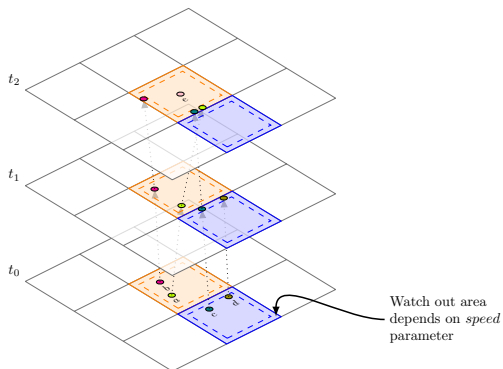 t₂
e
t₁
t₀
b
a
d
c
Watch out area
depends on speed
parameter